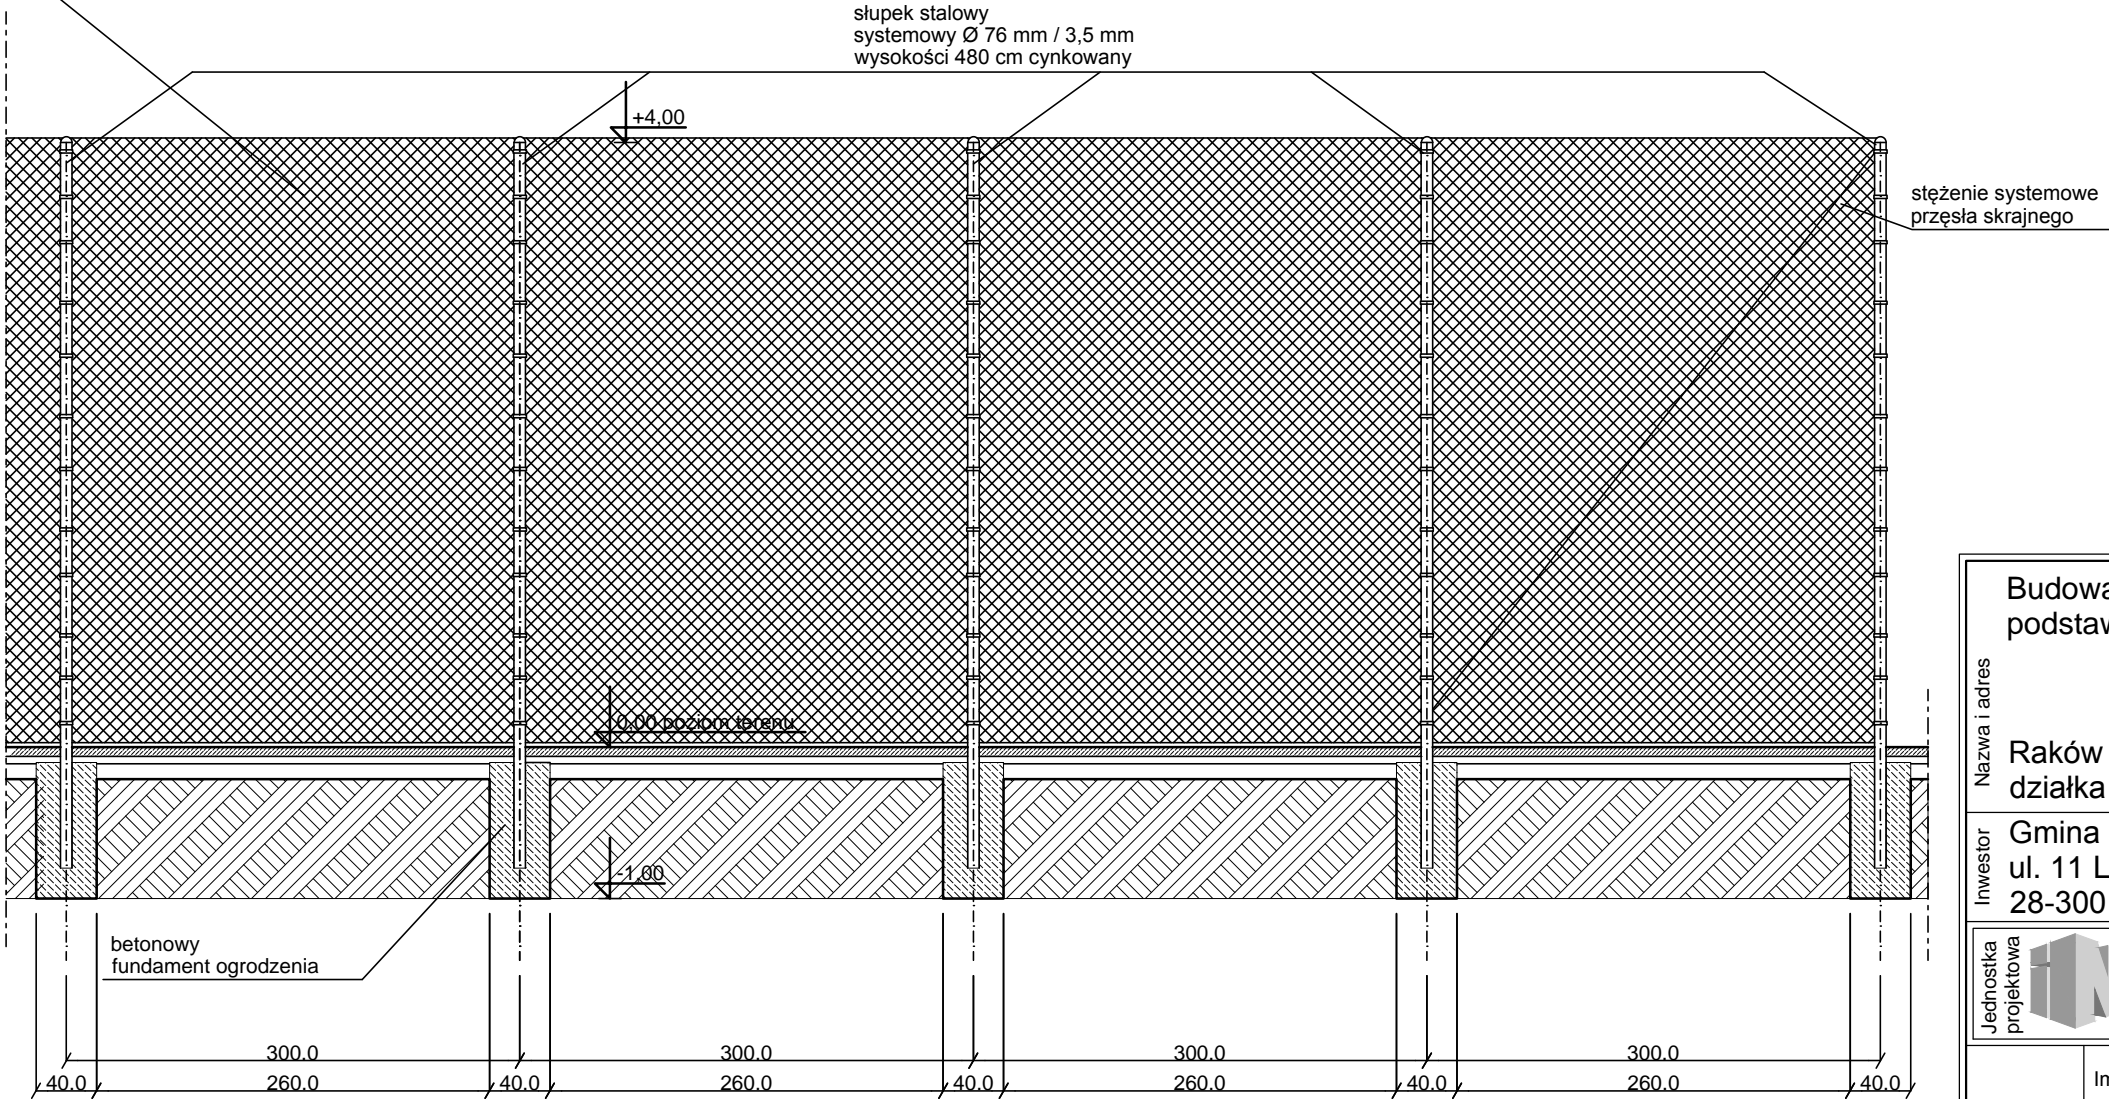 słupek stalowy
systemowy Ø 76 mm / 3,5 mm
wysokości 480 cm cynkowany
+4,00
stężenie systemowe
przęsła skrajnego
0,00 poziom terenu
-1,00
betonowy
fundament ogrodzenia
300.0 300.0 300.0 300.0
40.0 260.0 40.0 260.0 40.0 260.0 40.0 260.0 40.0
Nazwa i adres
Raków
działka
Inwestor
Gmina
ul. 11 L
28-300
Jednostka
projektowa